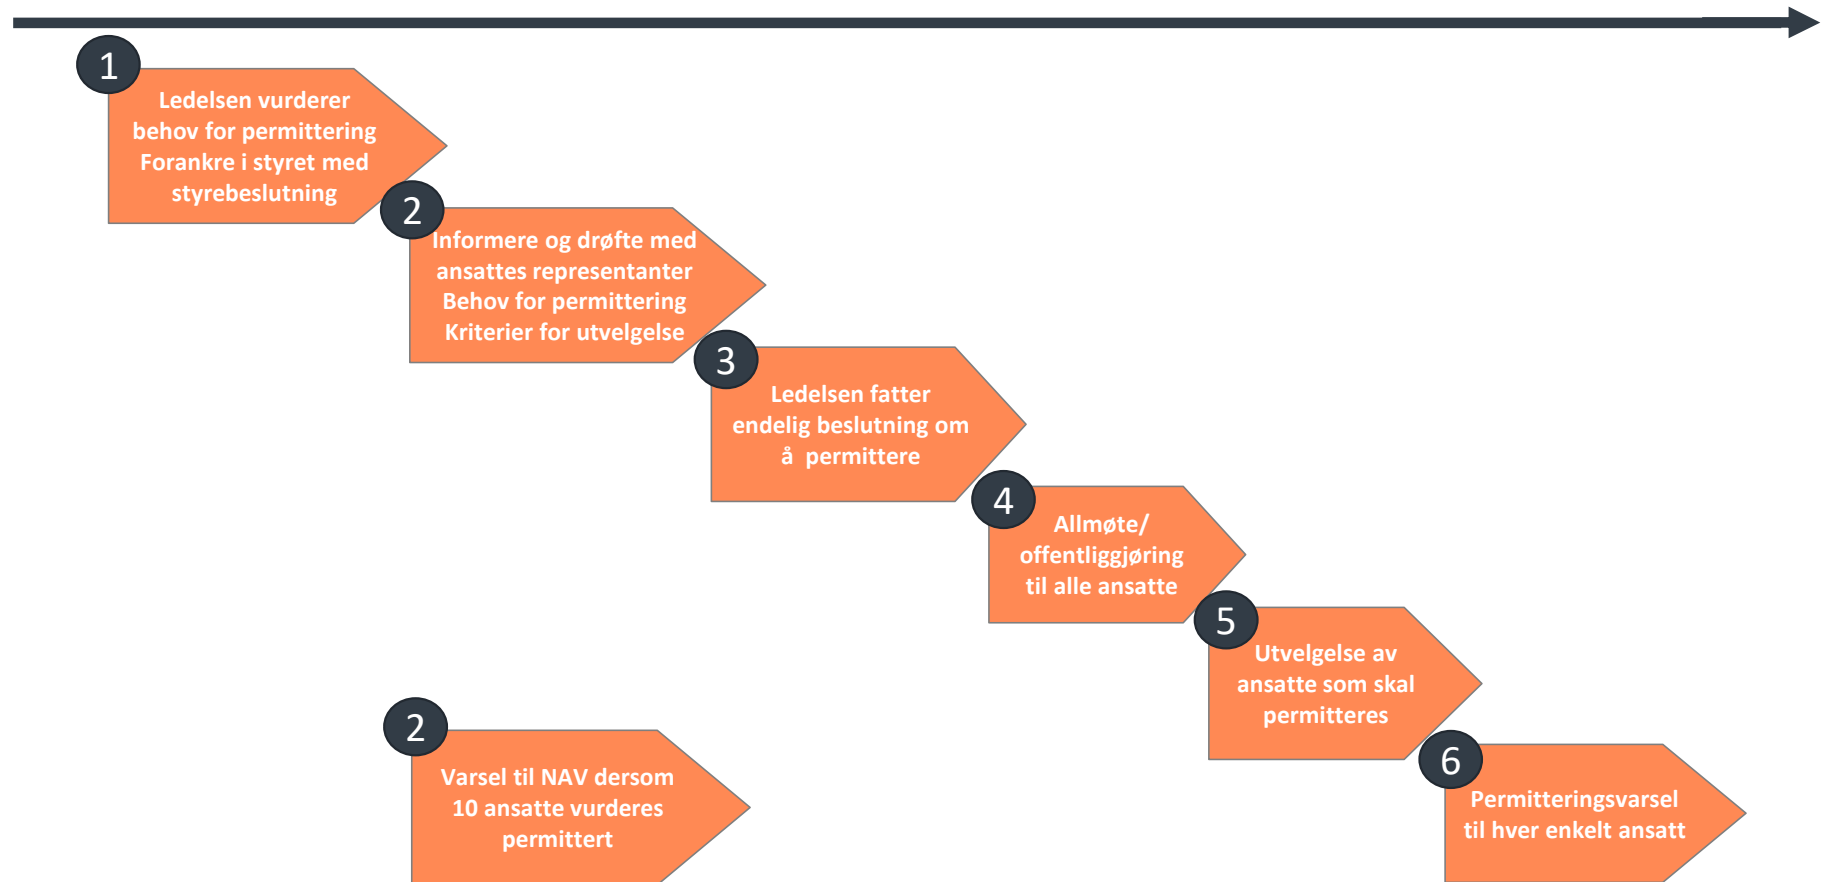 1
Ledelsen vurderer
behov for permittering
Forankre i styret med
styrebeslutning
2
Informere og drøfte med
ansattes representanter
Behov for permittering
Kriterier for utvelgelse
3
Ledelsen fatter
endelig beslutning om
å  permittere
4
Allmøte/
offentliggjøring
til alle ansatte
5
Utvelgelse av
ansatte som skal
permitteres
2
Varsel til NAV dersom
10 ansatte vurderes
permittert
6
Permitteringsvarsel
til hver enkelt ansatt